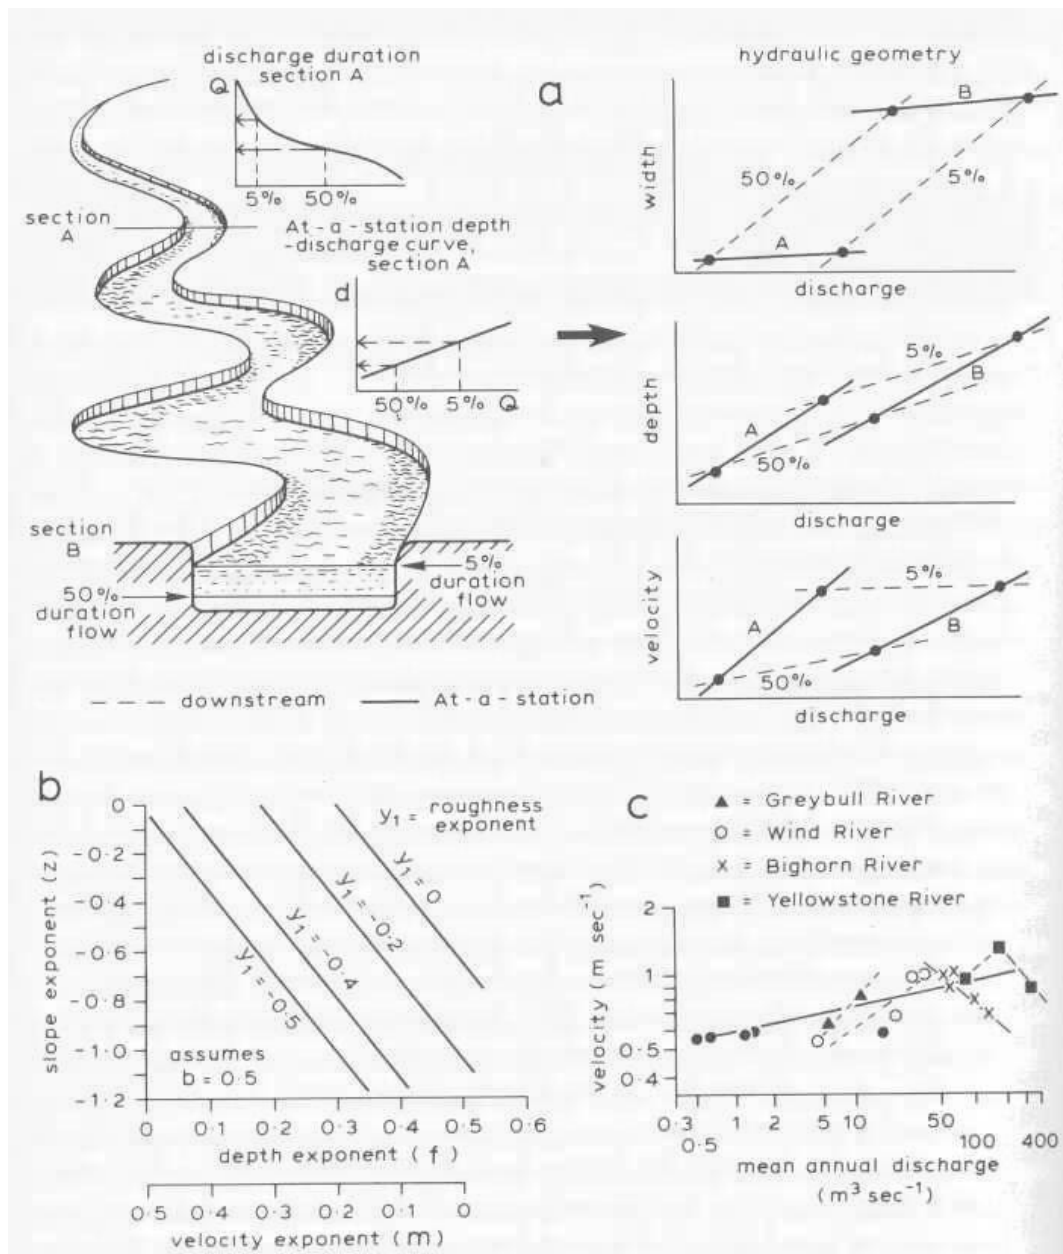 discharge duration
section A
Q
5%
50%
section
A
At-a-station depth
-discharge curve,
section A
d
50%
5%
Q
section
B
50%
duration
flow
5%
duration
flow
downstream
At-a-station
a
hydraulic geometry
width
50%
5%
A
B
discharge
depth
A
50%
5%
B
discharge
velocity
A
50%
5%
B
discharge
b
slope exponent (z)
0
-0.2
-0.4
-0.6
-0.8
-1.0
-1.2
y1 = roughness
exponent
y1 = 0
y1 = -0.2
y1 = -0.4
y1 = -0.5
assumes
b = 0.5
0 0.1 0.2 0.3 0.4 0.5 0.6
depth exponent (f)
0.5 0.4 0.3 0.2 0.1 0
velocity exponent (m)
c
▲ = Greybull River
○ = Wind River
x = Bighorn River
■ = Yellowstone River
velocity (m sec⁻¹)
2
1
0.5
0.4
0.3 0.5 1 2 5 10 50 100 400
mean annual discharge
(m³ sec⁻¹)